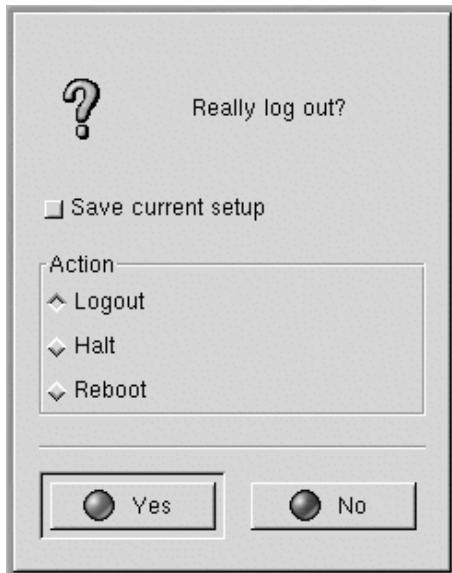 Really log out?
Save current setup
Action
Logout
Halt
Reboot
Yes No